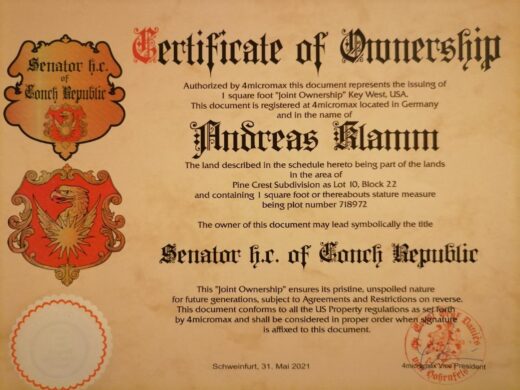 Senator h.c.
of
Conch Republic
Certificate of Ownership
Authorized by 4micromax this document represents the issuing of
1 square foot "Joint Ownership" Key West, USA.
This document is registered at 4micromax located in Germany
and in the name of
Andreas Klamm
The land described in the schedule hereto being part of the lands
in the area of
Pine Crest Subdivision as Lot 10, Block 22
and containing 1 square foot or thereabouts stature measure
being plot number 718972
The owner of this document may lead symbolically the title
Senator h.c. of Conch Republic
This "Joint Ownership" ensures its pristine, unspoiled nature
for future generations, subject to Agreements and Restrictions on reverse.
This document conforms to all the US Property regulations as set forth
by 4micromax and shall be considered in proper order when signature
is affixed to this document.
Schweinfurt, 31. Mai 2021
4micromax Vice President